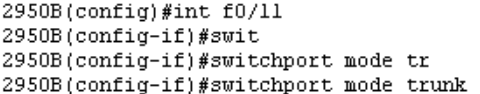 2950B(config)#int f0/11
2950B(config-if)#swit
2950B(config-if)#switchport mode tr
2950B(config-if)#switchport mode trunk